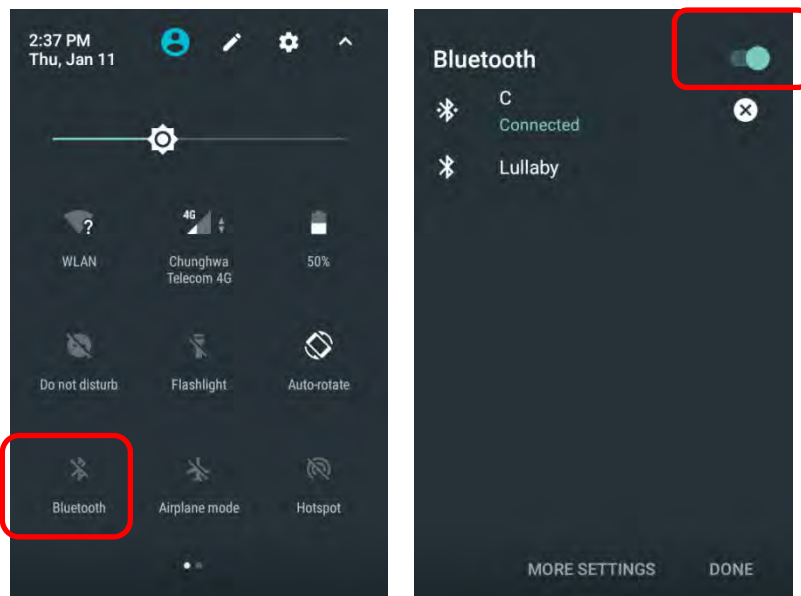 2:37 PM
Thu, Jan 11
?
4G
WLAN
Chunghwa
Telecom 4G
50%
Do not disturb
Flashlight
Auto-rotate
Bluetooth
Airplane mode
Hotspot
Bluetooth
C
Connected
Lullaby
MORE SETTINGS
DONE